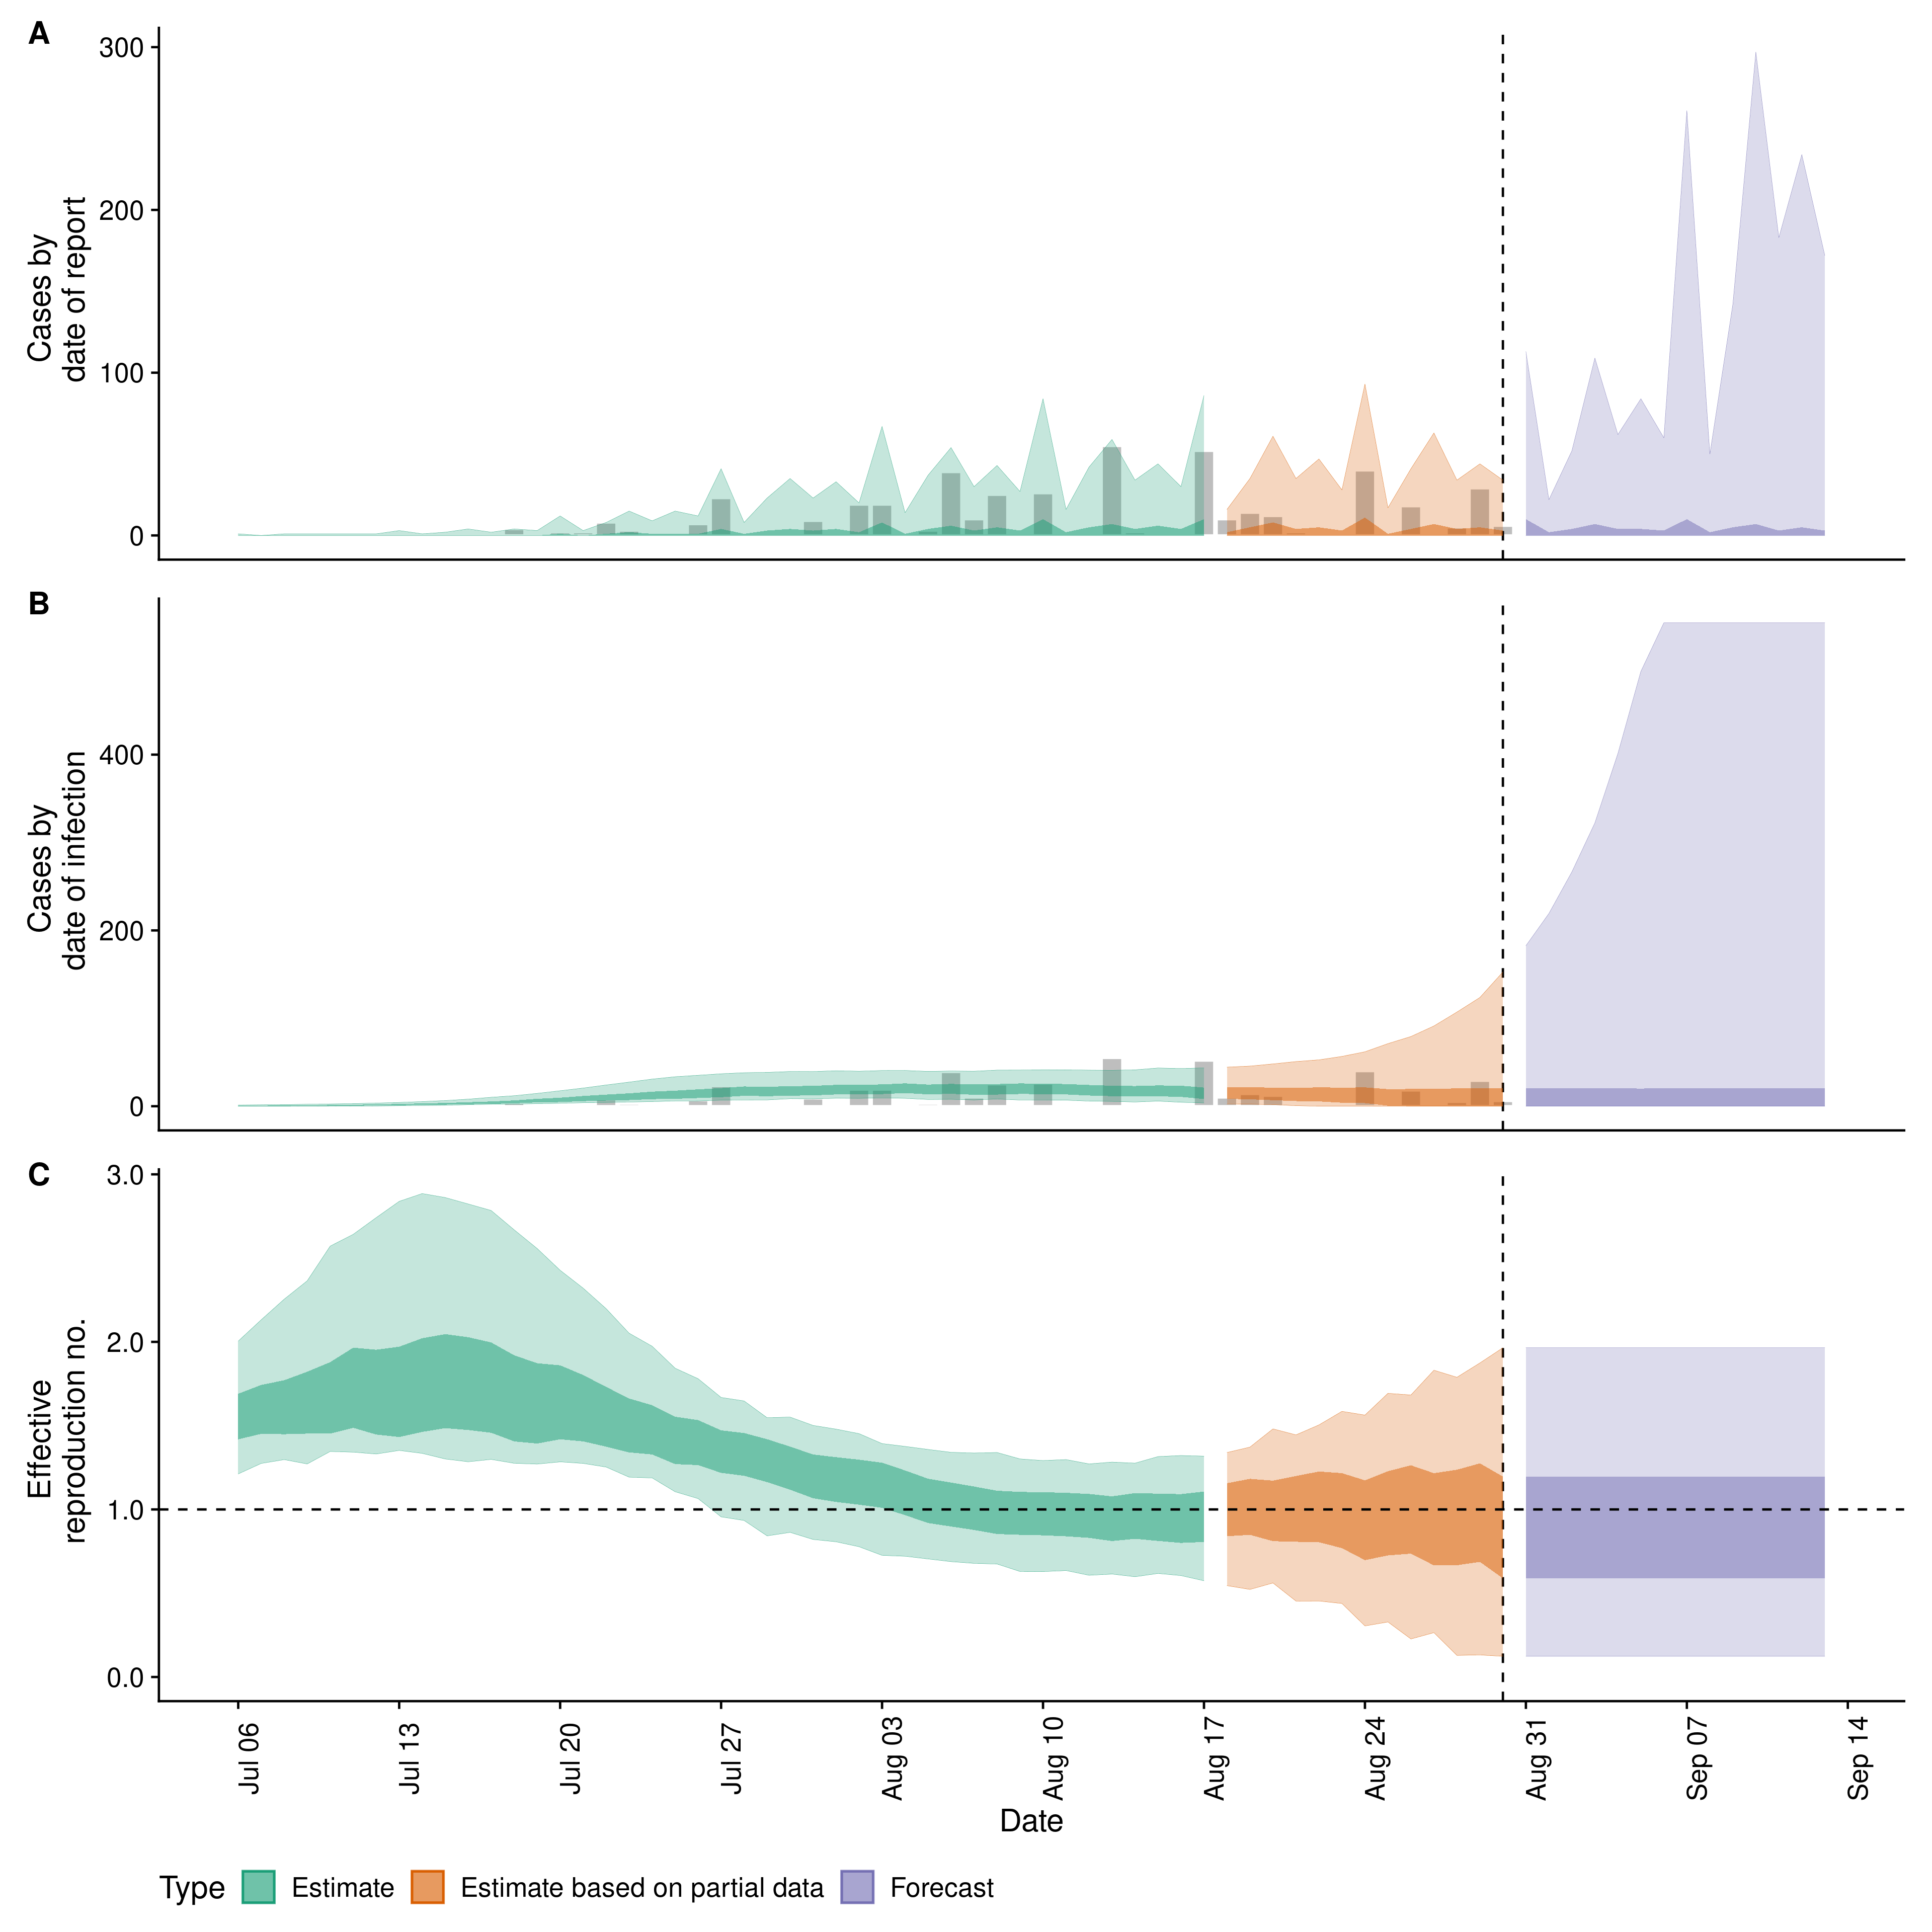 A
Cases by
date of report
300
200
100
0
B
Cases by
date of infection
400
200
0
C
Effective
reproduction no.
3.0
2.0
1.0
0.0
Jul 06
Jul 13
Jul 20
Jul 27
Aug 03
Aug 10
Aug 17
Aug 24
Aug 31
Sep 07
Sep 14
Date
Type Estimate Estimate based on partial data Forecast